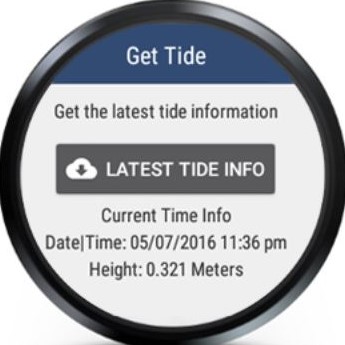 Get Tide
Get the latest tide information
LATEST TIDE INFO
Current Time Info
Date|Time: 05/07/2016 11:36 pm
Height: 0.321 Meters